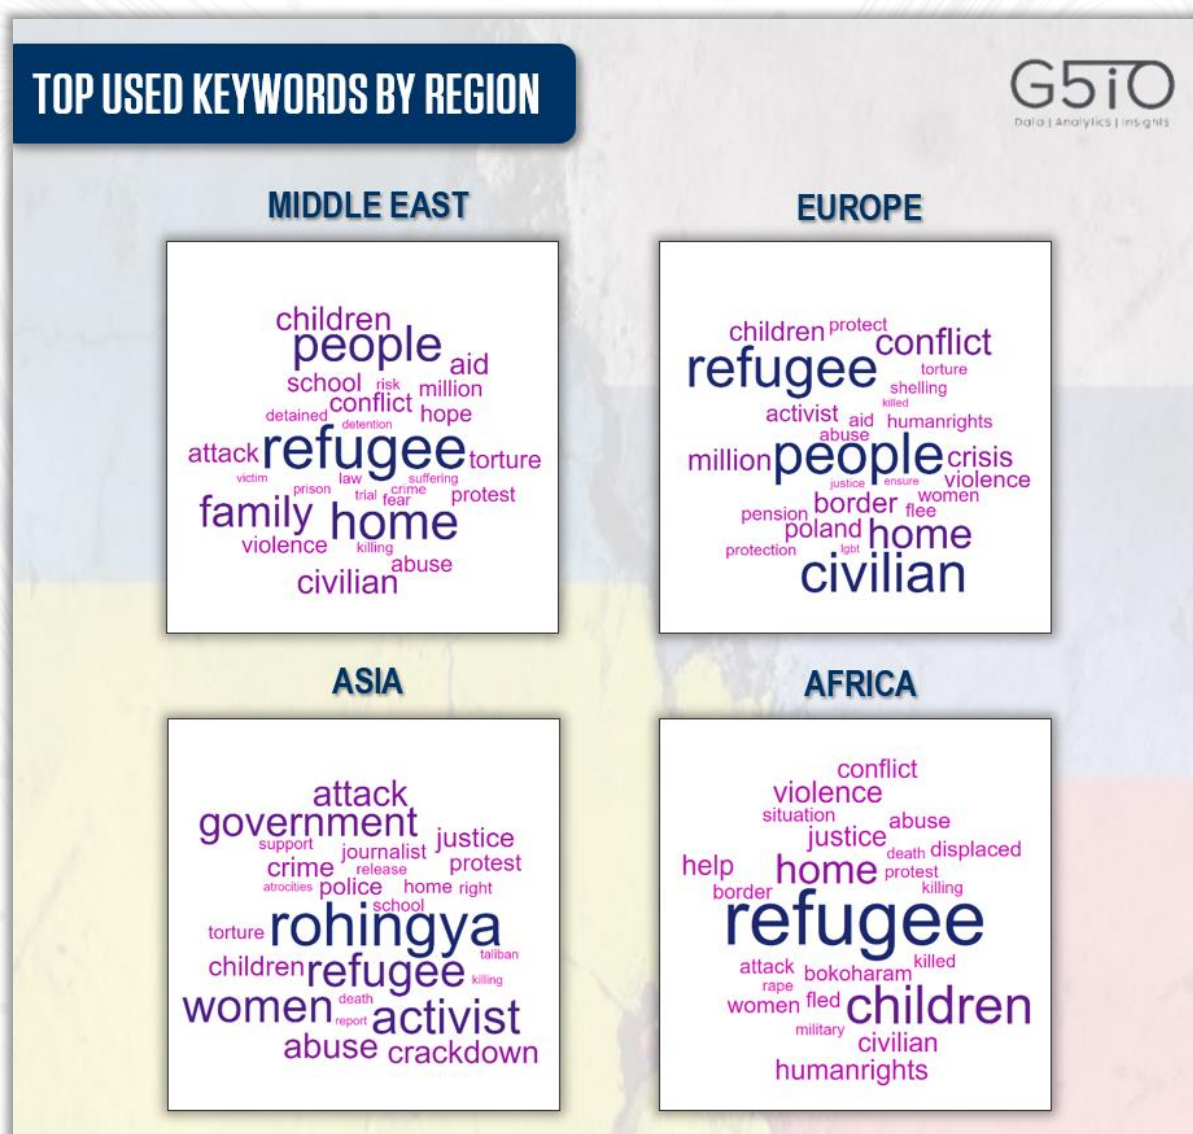 TOP USED KEYWORDS BY REGION
G5iO
Data | Analytics | Insights
MIDDLE EAST
children
people
aid
school risk million
conflict
detained hope
detention
attack refugee torture
victim law suffering
prison trial crime protest
fear
family home
violence killing
abuse
civilian
EUROPE
children protect
conflict
refugee torture
shelling
killed
activist aid humanrights
abuse
million people crisis
justice ensure violence
women
border flee
pension
poland home
protection lgbt
civilian
ASIA
attack
government
support justice
journalist
crime release protest
atrocities police home right
school
torture rohingya
taliban
children refugee killing
women death activist
report
abuse crackdown
AFRICA
conflict
violence
situation abuse
justice
death displaced
help home protest
border killing
refugee
attack bokoharam killed
rape
women fled children
military
civilian
humanrights